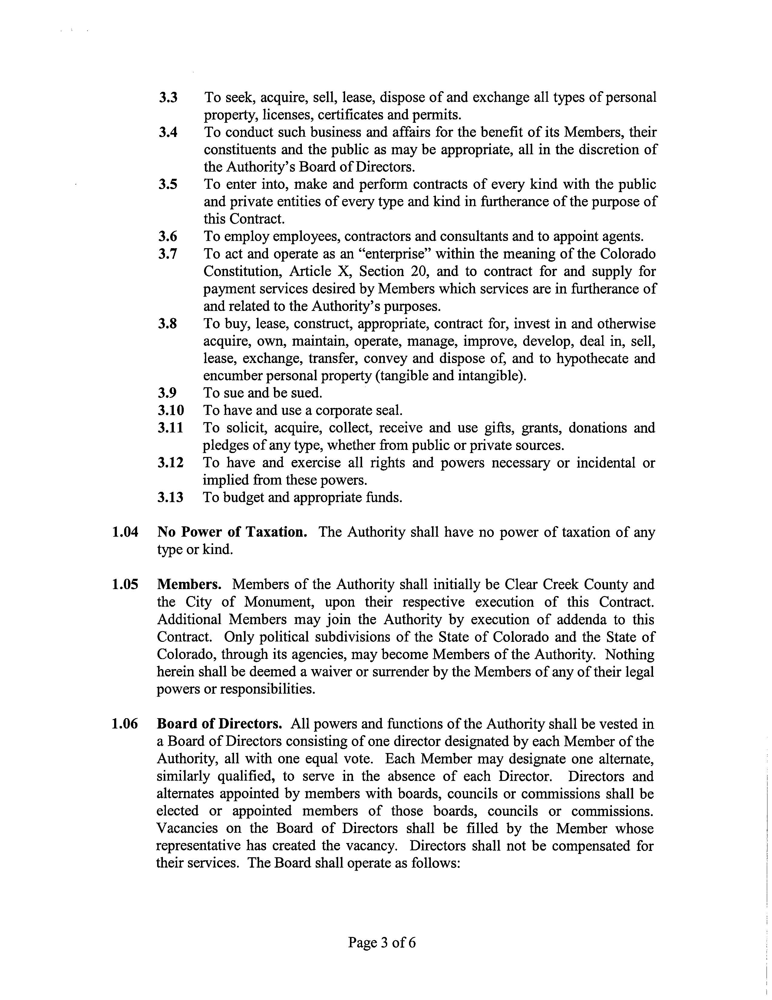 3.3 To seek, acquire, sell, lease, dispose of and exchange all types of personal
property, licenses, certificates and permits.
3.4 To conduct such business and affairs for the benefit of its Members, their
constituents and the public as may be appropriate, all in the discretion of
the Authority's Board of Directors.
3.5 To enter into, make and perform contracts of every kind with the public
and private entities of every type and kind in furtherance of the purpose of
this Contract.
3.6 To employ employees, contractors and consultants and to appoint agents.
3.7 To act and operate as an “enterprise” within the meaning of the Colorado
Constitution, Article X, Section 20, and to contract for and supply for
payment services desired by Members which services are in furtherance of
and related to the Authority's purposes.
3.8 To buy, lease, construct, appropriate, contract for, invest in and otherwise
acquire, own, maintain, operate, manage, improve, develop, deal in, sell,
lease, exchange, transfer, convey and dispose of, and to hypothecate and
encumber personal property (tangible and intangible).
3.9 To sue and be sued.
3.10 To have and use a corporate seal.
3.11 To solicit, acquire, collect, receive and use gifts, grants, donations and
pledges of any type, whether from public or private sources.
3.12 To have and exercise all rights and powers necessary or incidental or
implied from these powers.
3.13 To budget and appropriate funds.
1.04 No Power of Taxation. The Authority shall have no power of taxation of any
type or kind.
1.05 Members. Members of the Authority shall initially be Clear Creek County and
the City of Monument, upon their respective execution of this Contract.
Additional Members may join the Authority by execution of addenda to this
Contract. Only political subdivisions of the State of Colorado and the State of
Colorado, through its agencies, may become Members of the Authority. Nothing
herein shall be deemed a waiver or surrender by the Members of any of their legal
powers or responsibilities.
1.06 Board of Directors. All powers and functions of the Authority shall be vested in
a Board of Directors consisting of one director designated by each Member of the
Authority, all with one equal vote. Each Member may designate one alternate,
similarly qualified, to serve in the absence of each Director. Directors and
alternates appointed by members with boards, councils or commissions shall be
elected or appointed members of those boards, councils or commissions.
Vacancies on the Board of Directors shall be filled by the Member whose
representative has created the vacancy. Directors shall not be compensated for
their services. The Board shall operate as follows:
Page 3 of 6